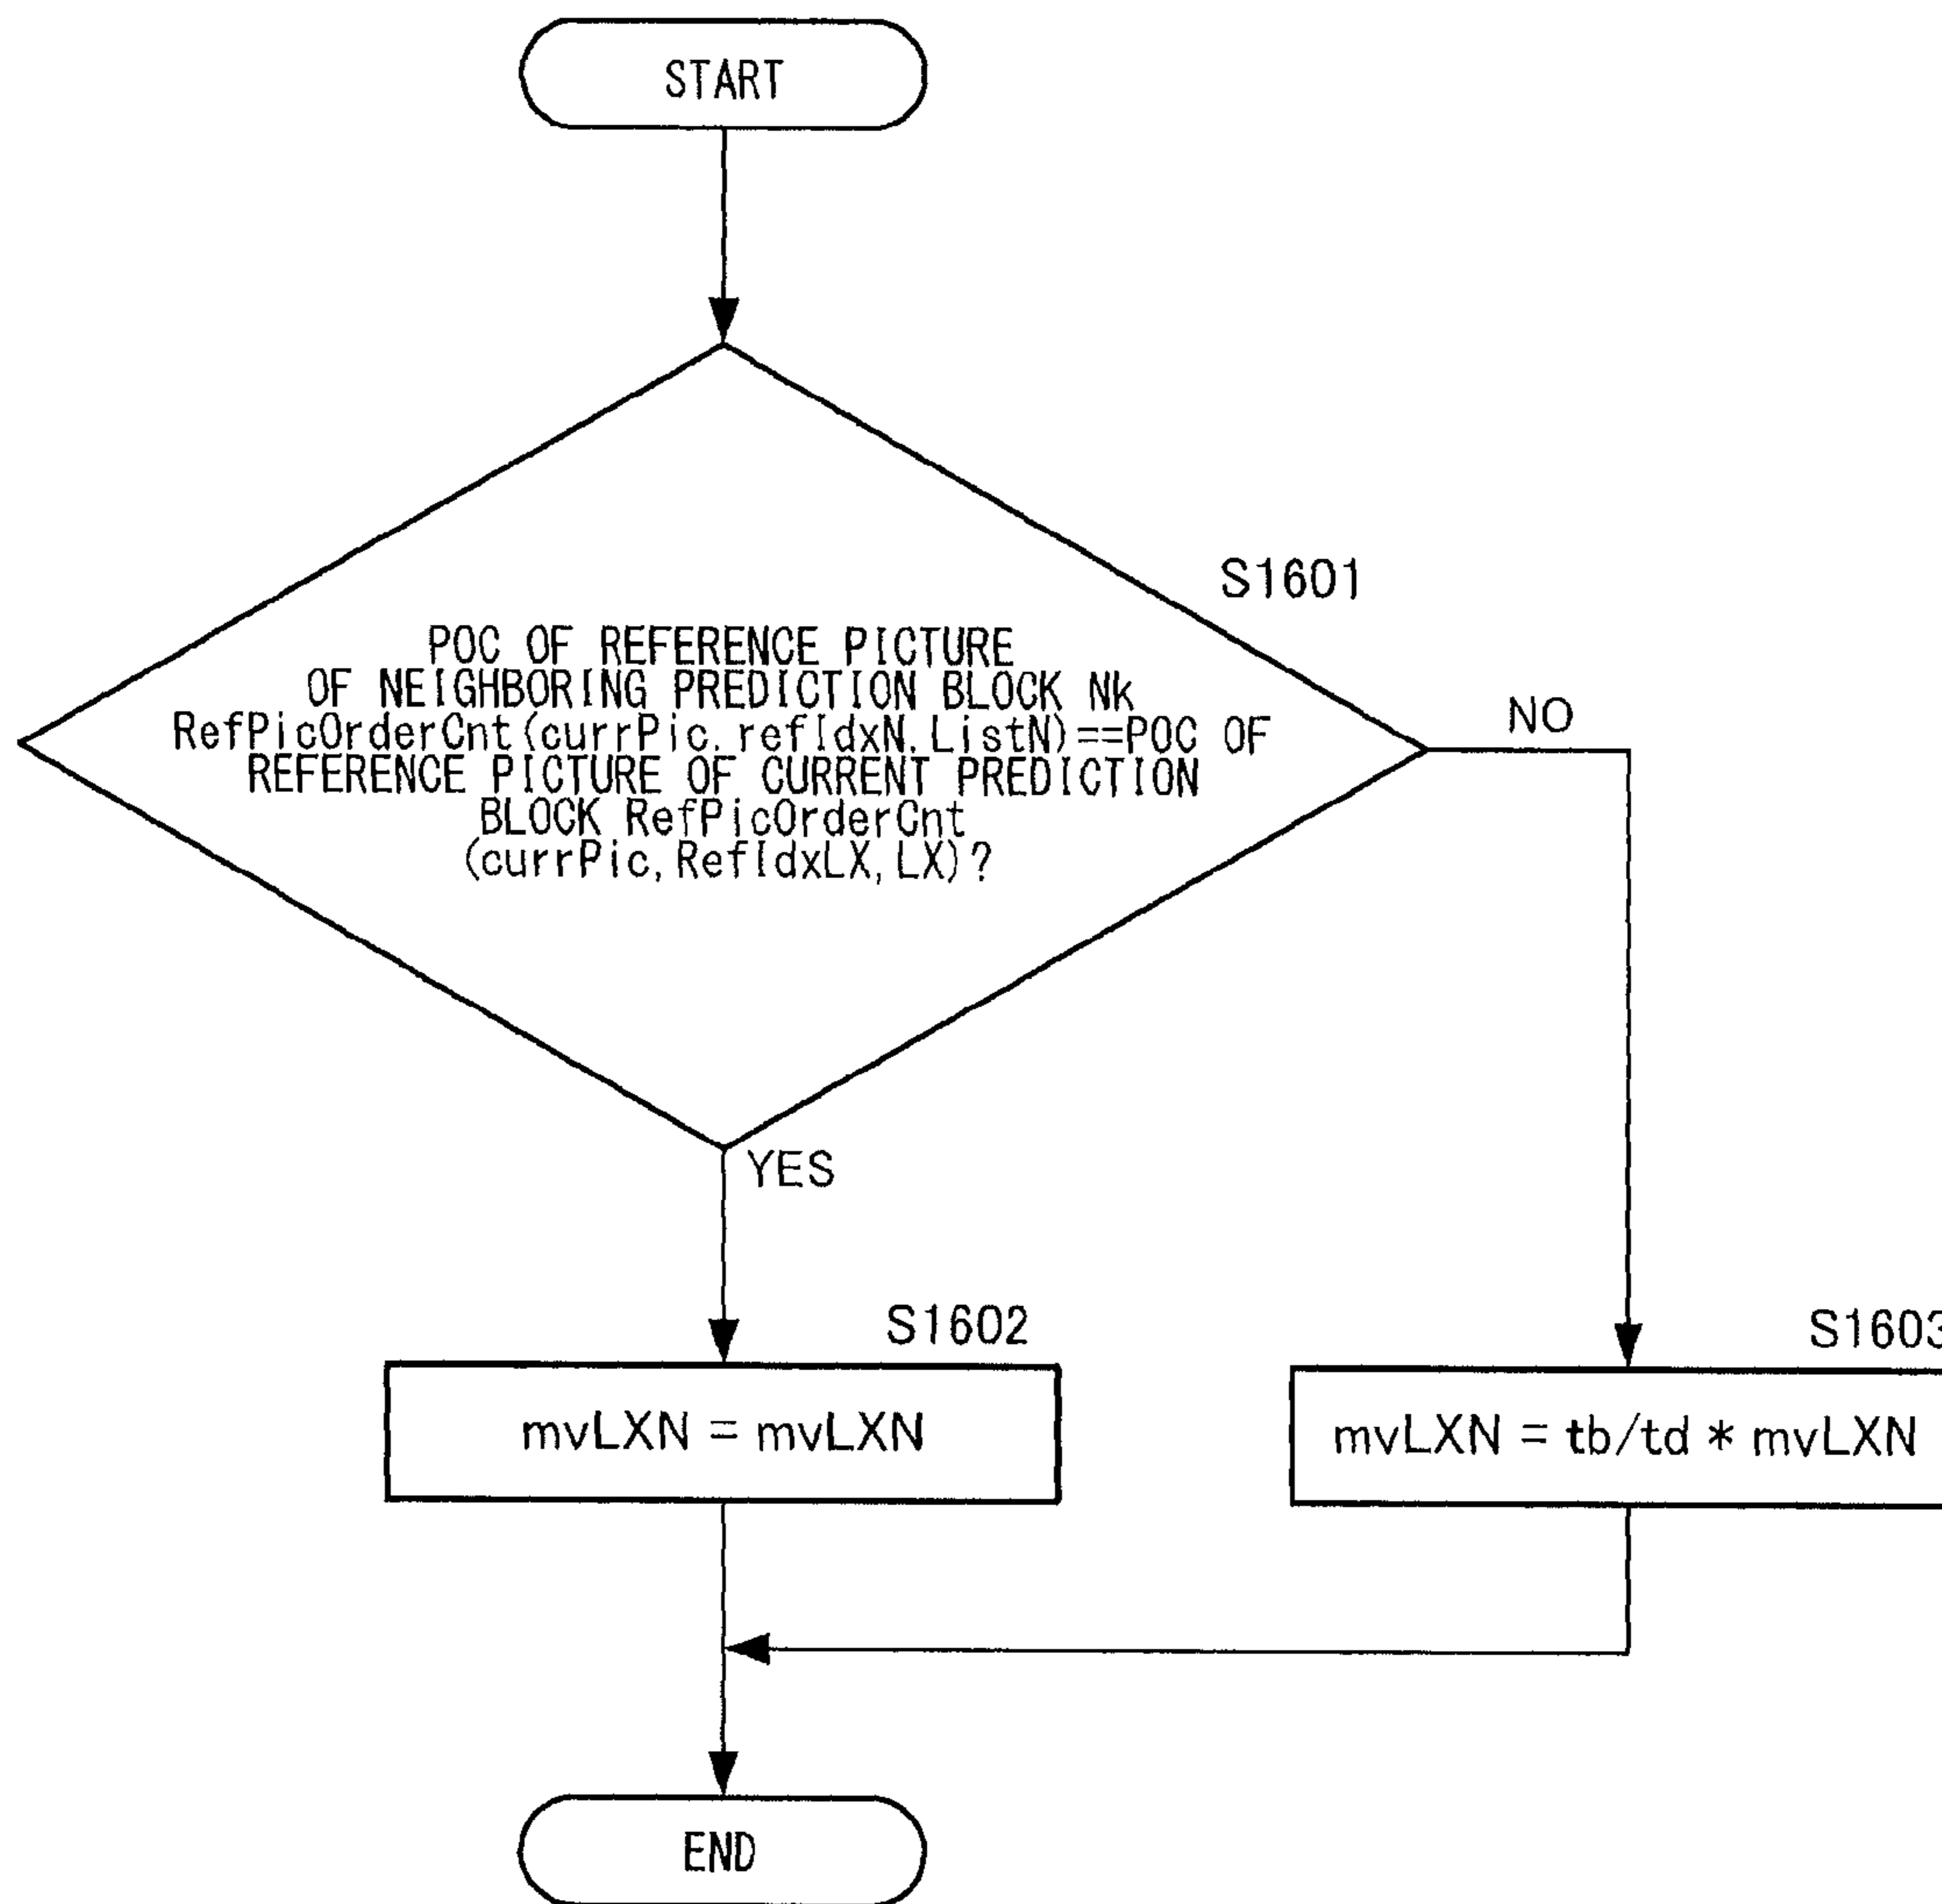 START
S1601
POC OF REFERENCE PICTURE
OF NEIGHBORING PREDICTION BLOCK Nk
RefPicOrderCnt(currPic,refIdxN,ListN)==POC OF
REFERENCE PICTURE OF CURRENT PREDICTION
BLOCK RefPicOrderCnt
(currPic,RefIdxLX,LX)?
NO
YES
S1602
S1603
mvLXN = mvLXN
mvLXN = tb/td * mvLXN
END